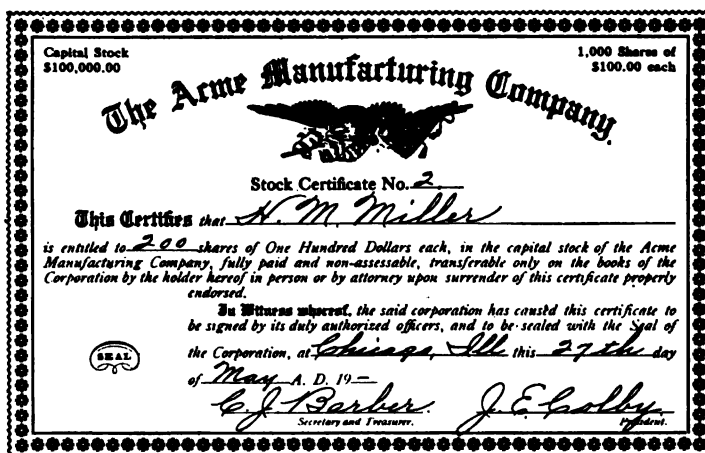 Capital Stock
$100,000.00
1,000 Shares of
$100.00 each
The Acme Manufacturing Company.
Stock Certificate No. 2
This Certifies that H. M. Miller
is entitled to 200 shares of One Hundred Dollars each, in the capital stock of the Acme
Manufacturing Company, fully paid and non-assessable, transferable only on the books of the
Corporation by the holder hereof in person or by attorney upon surrender of this certificate properly
endorsed.
In Witness whereof, the said corporation has caused this certificate to
be signed by its duly authorized officers, and to be sealed with the Seal of
the Corporation, at Chicago, Ill this 27th day
of May A. D. 19—
SEAL
C. J. Barber. J. E. Colby.
Secretary and Treasurer. President.